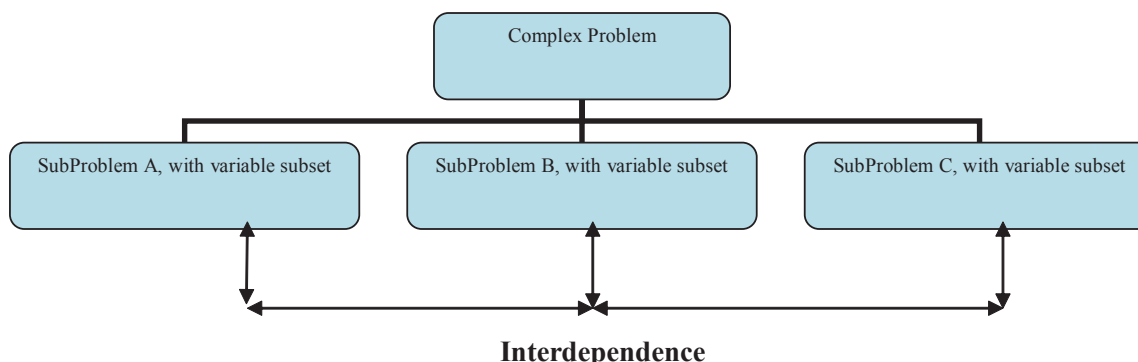 Complex Problem
SubProblem A, with variable subset
SubProblem B, with variable subset
SubProblem C, with variable subset
Interdependence